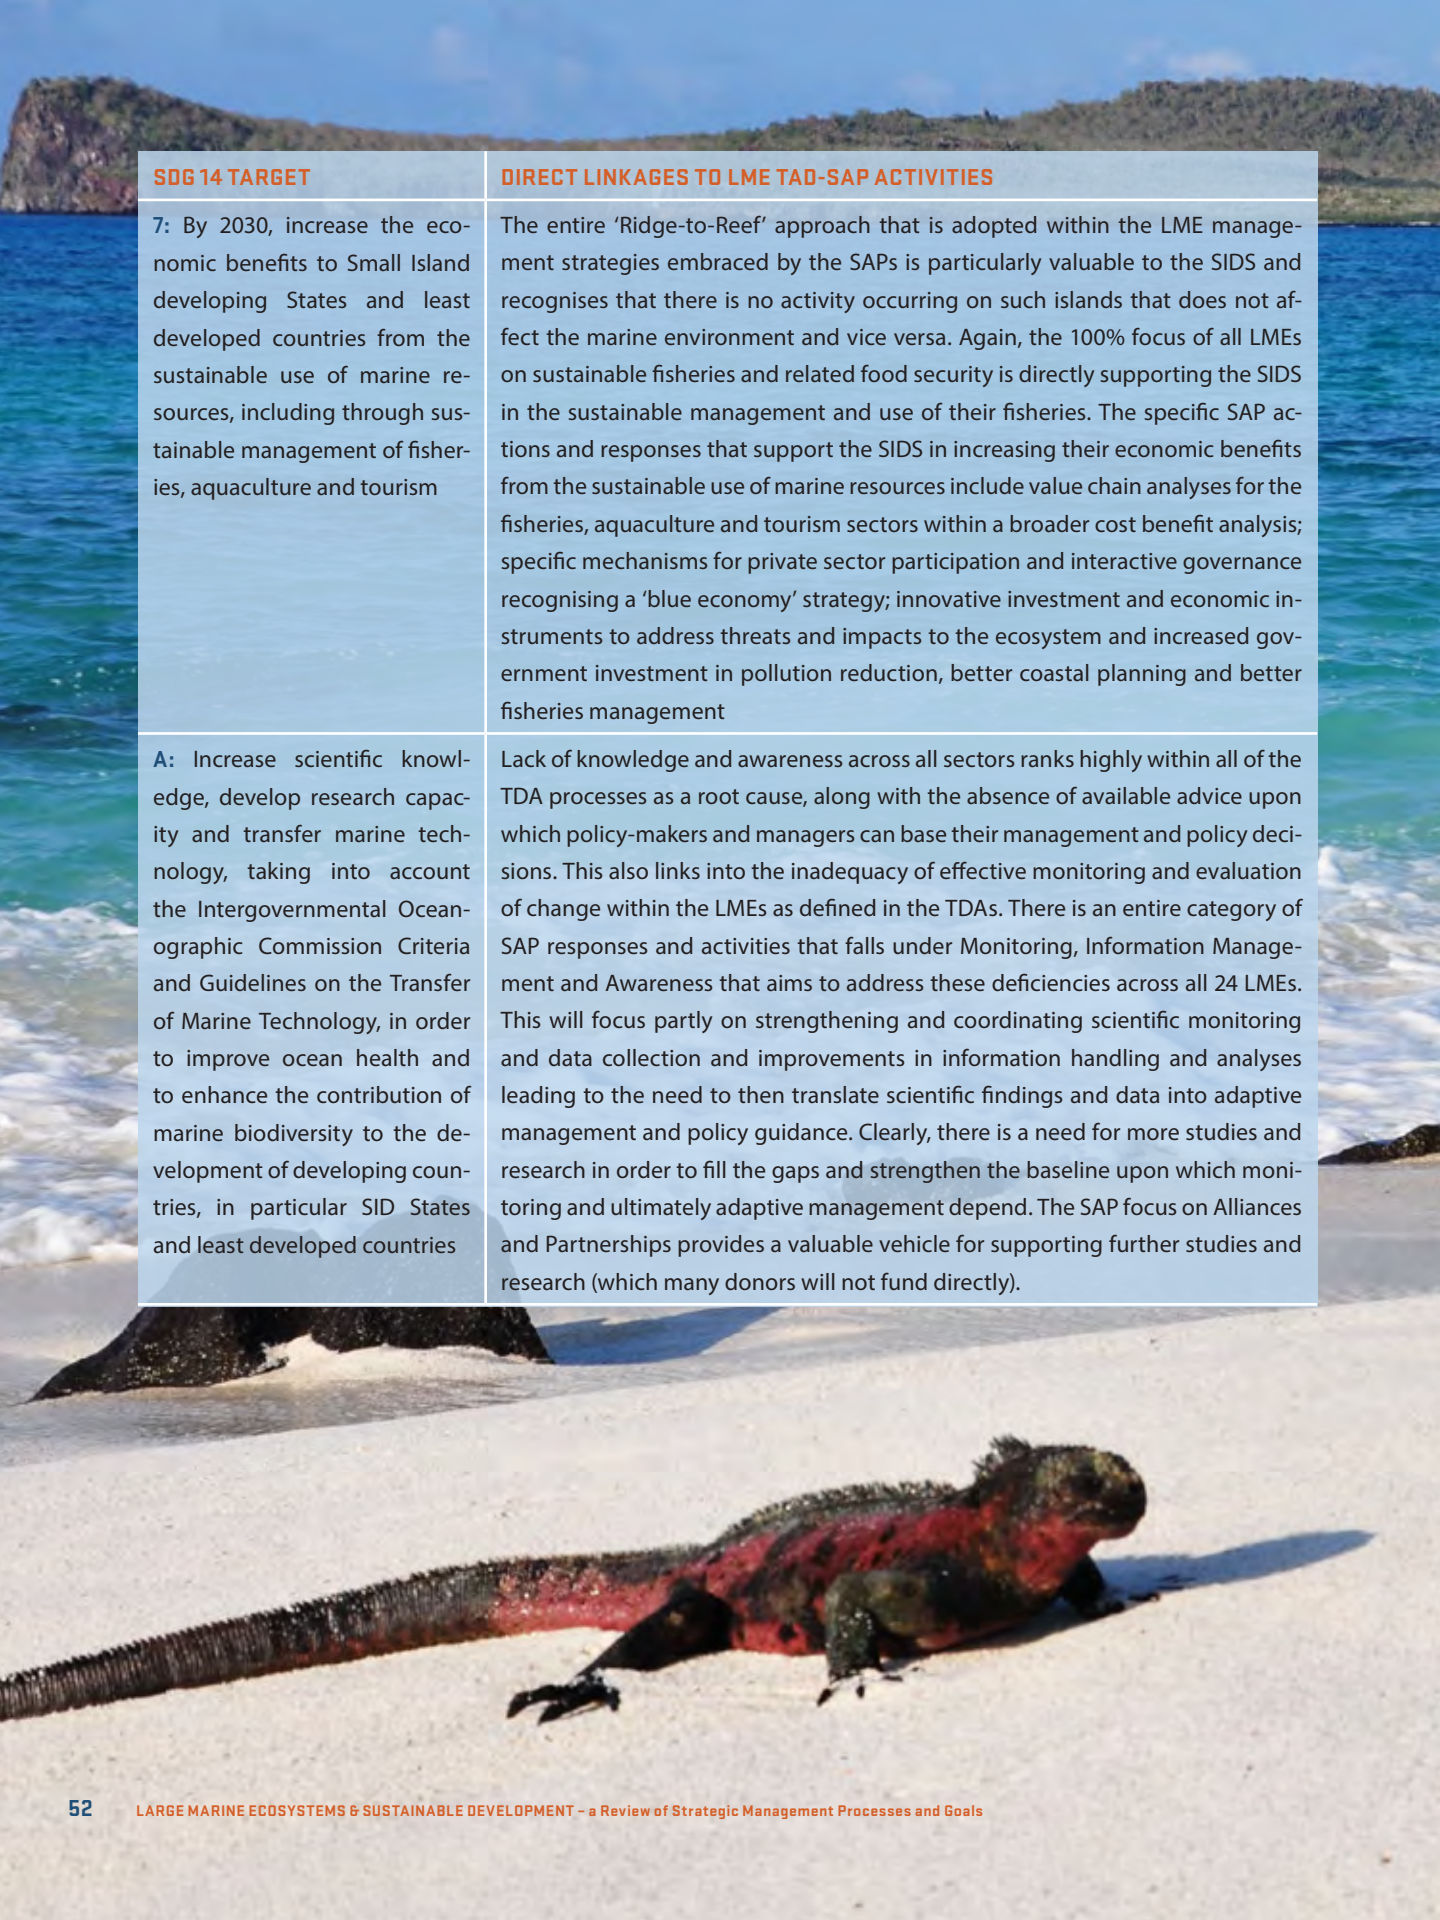 SDG 14 TARGET
DIRECT LINKAGES TO LME TAD-SAP ACTIVITIES
7: By 2030, increase the eco-
nomic benefits to Small Island
developing States and least
developed countries from the
sustainable use of marine re-
sources, including through sus-
tainable management of fisher-
ies, aquaculture and tourism
The entire ‘Ridge-to-Reef’ approach that is adopted within the LME manage-
ment strategies embraced by the SAPs is particularly valuable to the SIDS and
recognises that there is no activity occurring on such islands that does not af-
fect the marine environment and vice versa. Again, the 100% focus of all LMEs
on sustainable fisheries and related food security is directly supporting the SIDS
in the sustainable management and use of their fisheries. The specific SAP ac-
tions and responses that support the SIDS in increasing their economic benefits
from the sustainable use of marine resources include value chain analyses for the
fisheries, aquaculture and tourism sectors within a broader cost benefit analysis;
specific mechanisms for private sector participation and interactive governance
recognising a ‘blue economy’ strategy; innovative investment and economic in-
struments to address threats and impacts to the ecosystem and increased gov-
ernment investment in pollution reduction, better coastal planning and better
fisheries management
A: Increase scientific knowl-
edge, develop research capac-
ity and transfer marine tech-
nology, taking into account
the Intergovernmental Ocean-
ographic Commission Criteria
and Guidelines on the Transfer
of Marine Technology, in order
to improve ocean health and
to enhance the contribution of
marine biodiversity to the de-
velopment of developing coun-
tries, in particular SID States
and least developed countries
Lack of knowledge and awareness across all sectors ranks highly within all of the
TDA processes as a root cause, along with the absence of available advice upon
which policy-makers and managers can base their management and policy deci-
sions. This also links into the inadequacy of effective monitoring and evaluation
of change within the LMEs as defined in the TDAs. There is an entire category of
SAP responses and activities that falls under Monitoring, Information Manage-
ment and Awareness that aims to address these deficiencies across all 24 LMEs.
This will focus partly on strengthening and coordinating scientific monitoring
and data collection and improvements in information handling and analyses
leading to the need to then translate scientific findings and data into adaptive
management and policy guidance. Clearly, there is a need for more studies and
research in order to fill the gaps and strengthen the baseline upon which moni-
toring and ultimately adaptive management depend. The SAP focus on Alliances
and Partnerships provides a valuable vehicle for supporting further studies and
research (which many donors will not fund directly).
52
LARGE MARINE ECOSYSTEMS & SUSTAINABLE DEVELOPMENT – a Review of Strategic Management Processes and Goals